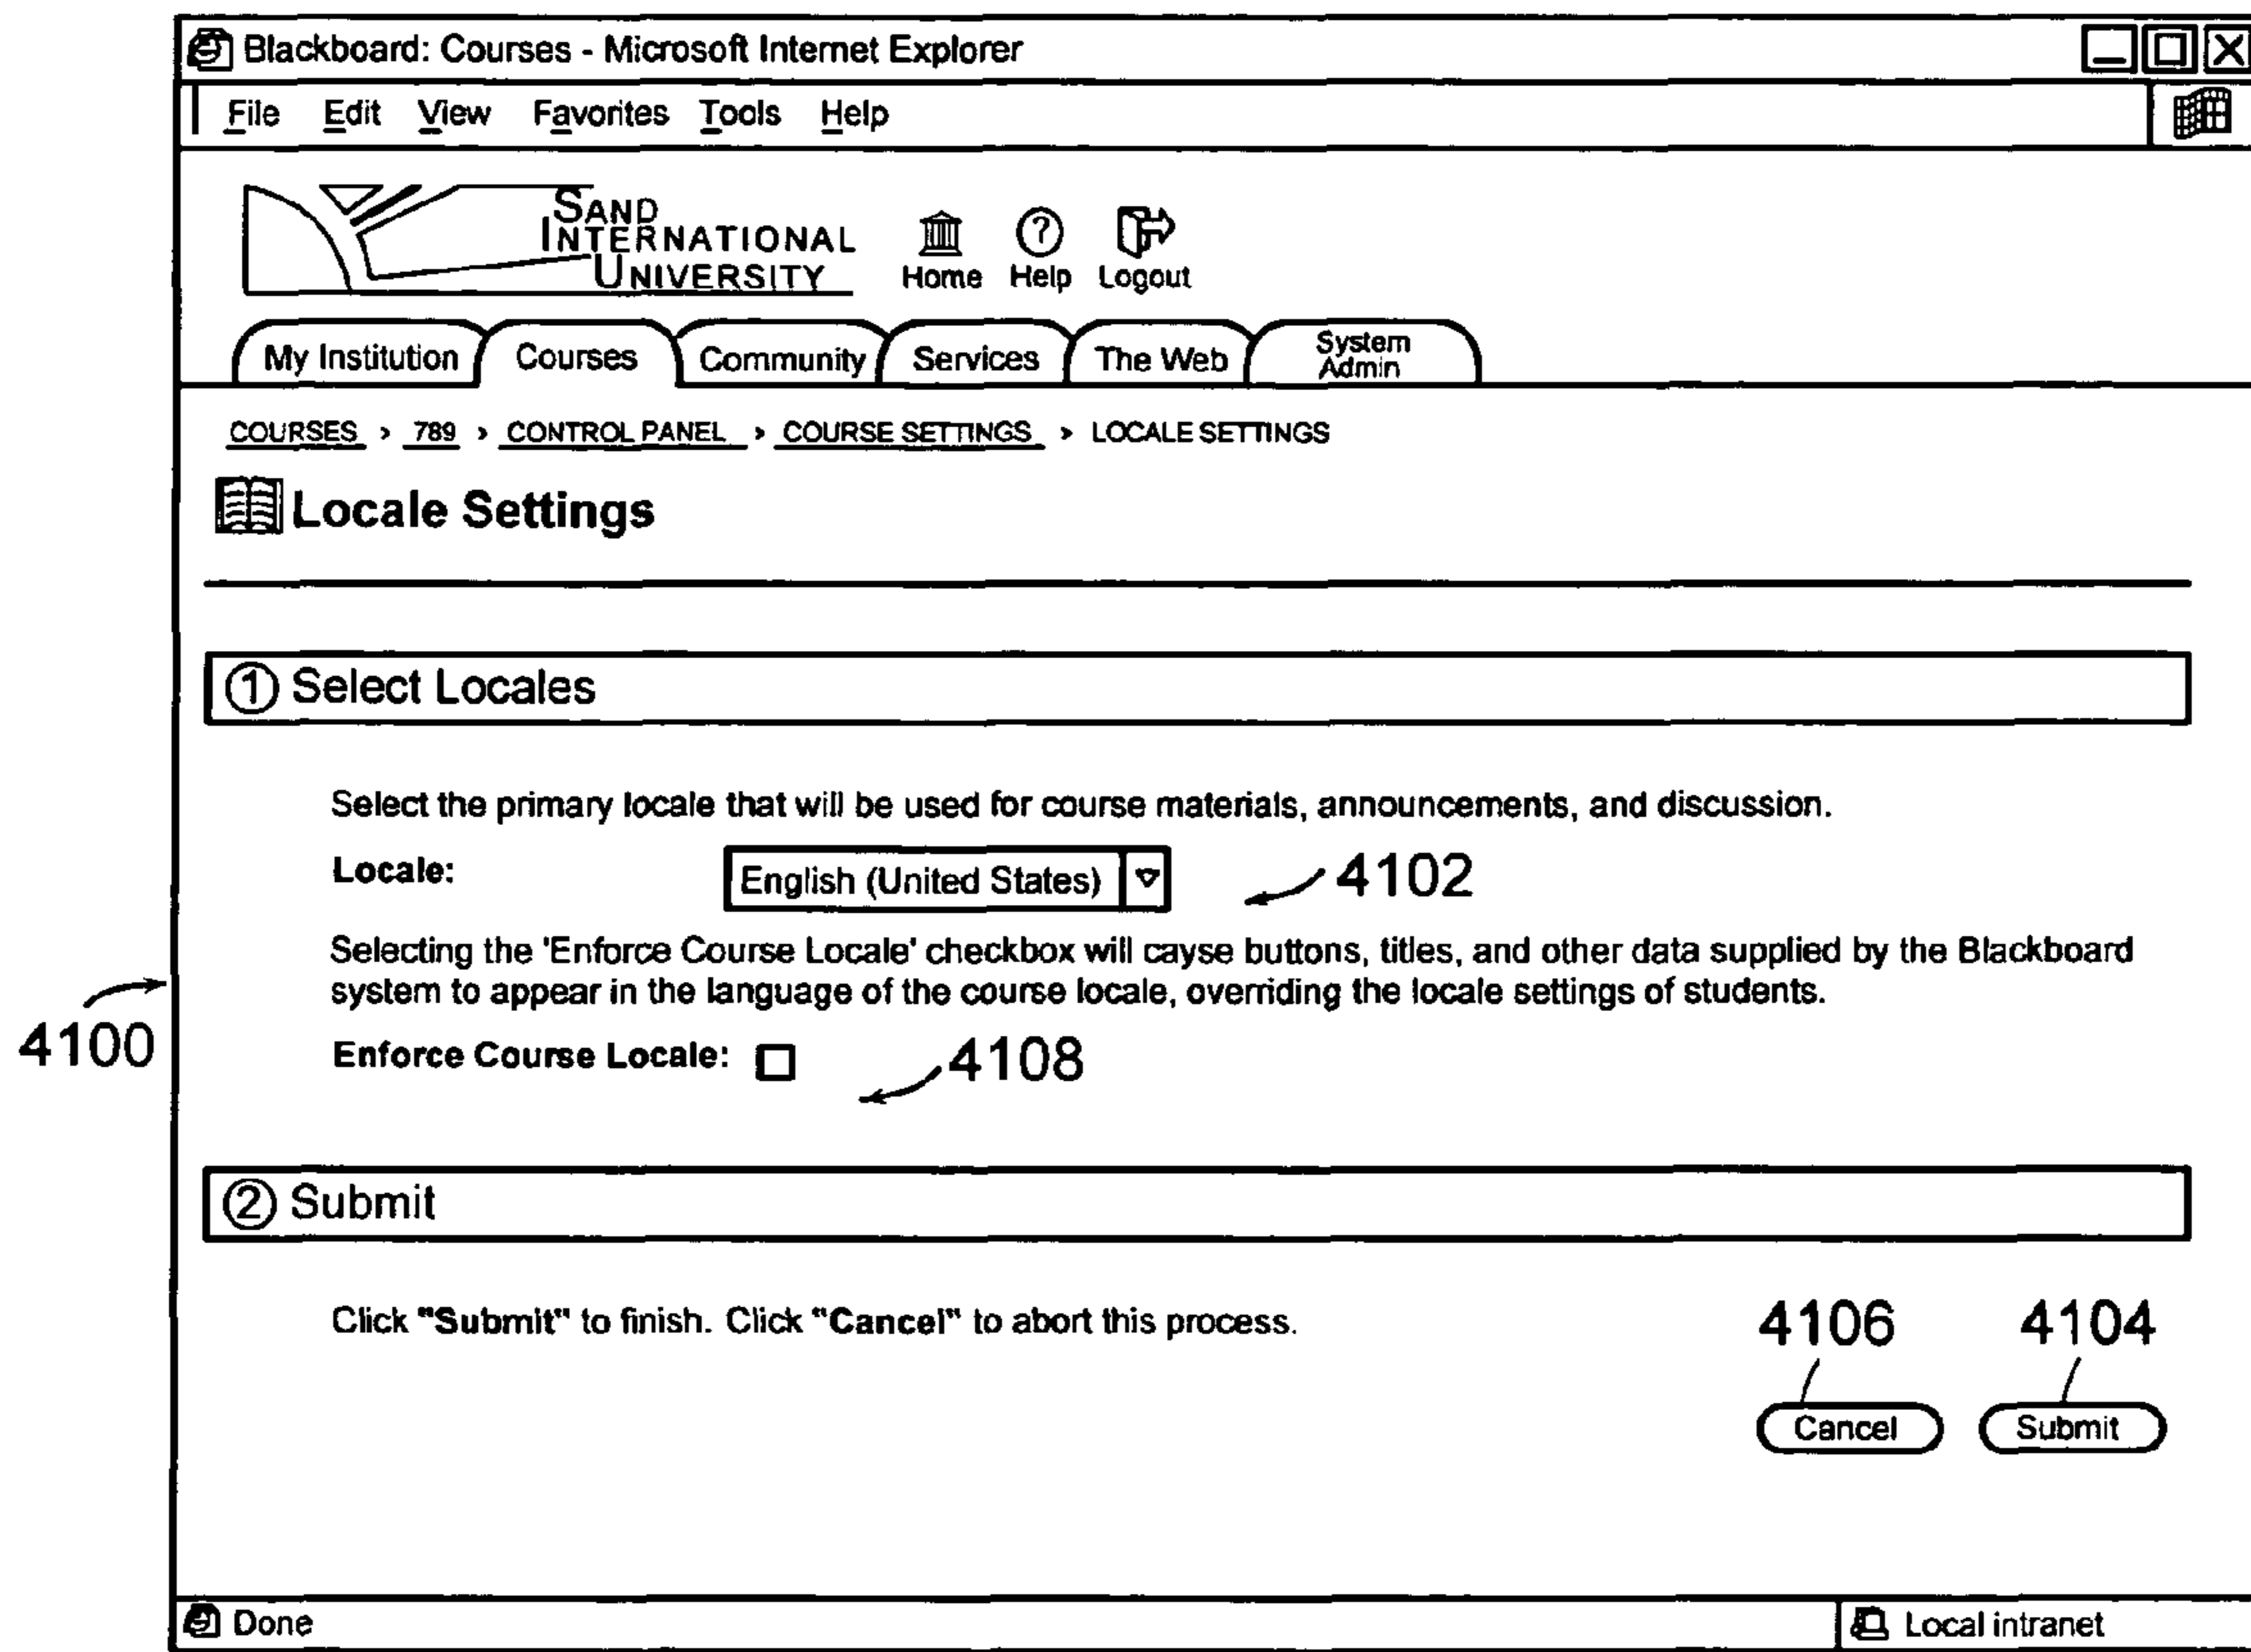 Blackboard: Courses - Microsoft Internet Explorer
File Edit View Favorites Tools Help
SAND
INTERNATIONAL
UNIVERSITY
Home Help Logout
My Institution Courses Community Services The Web System Admin
COURSES > 789 > CONTROL PANEL > COURSE SETTINGS > LOCALE SETTINGS
Locale Settings
1 Select Locales
Select the primary locale that will be used for course materials, announcements, and discussion.
Locale: English (United States) 4102
Selecting the 'Enforce Course Locale' checkbox will cayse buttons, titles, and other data supplied by the Blackboard
system to appear in the language of the course locale, overriding the locale settings of students.
4100
Enforce Course Locale: 4108
2 Submit
Click "Submit" to finish. Click "Cancel" to abort this process.
4106 4104
Cancel Submit
Done Local intranet